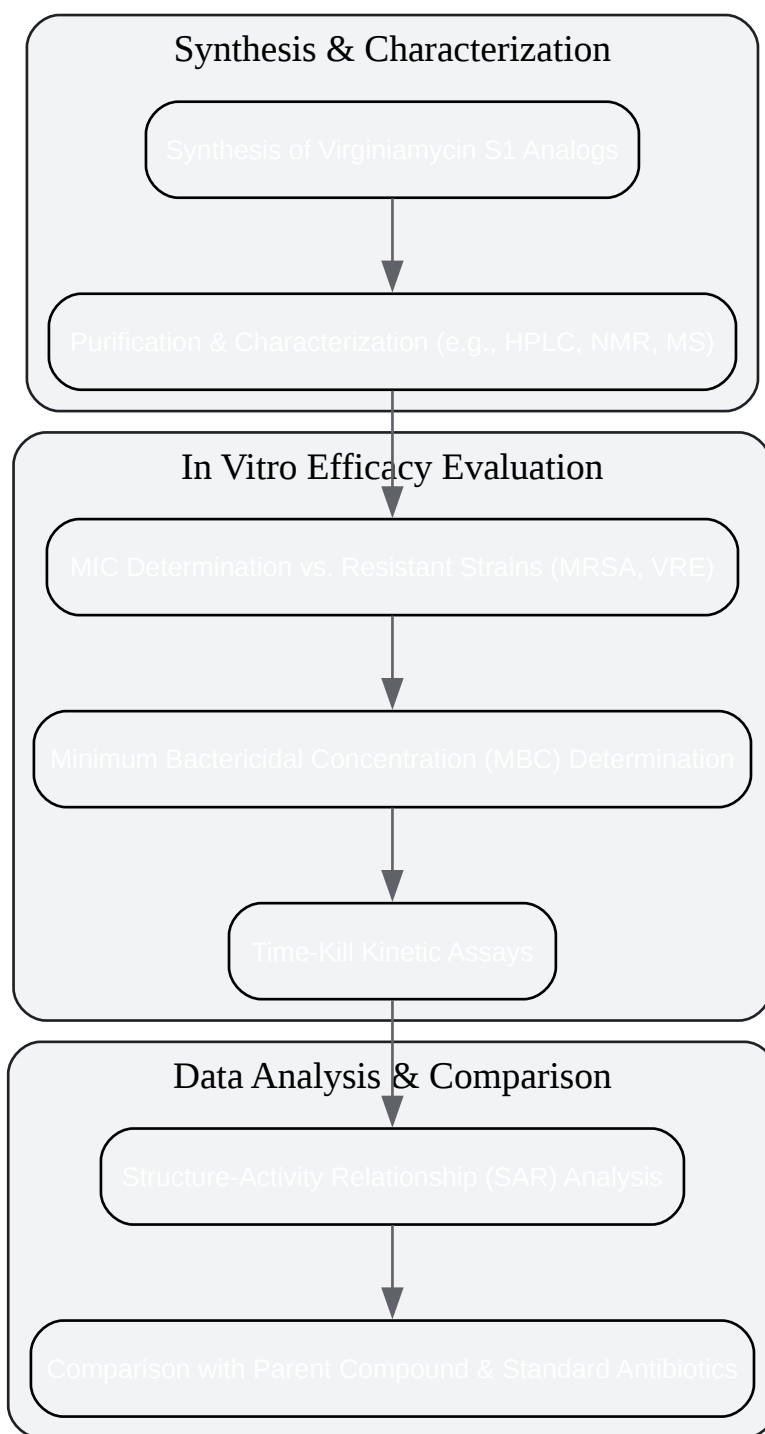 Synthesis & Characterization
Synthesis of Virginiamycin S1 Analogs
Purification & Characterization (e.g., HPLC, NMR, MS)
In Vitro Efficacy Evaluation
MIC Determination vs. Resistant Strains (MRSA, VRE)
Minimum Bactericidal Concentration (MBC) Determination
Time-Kill Kinetic Assays
Data Analysis & Comparison
Structure-Activity Relationship (SAR) Analysis
Comparison with Parent Compound & Standard Antibiotics